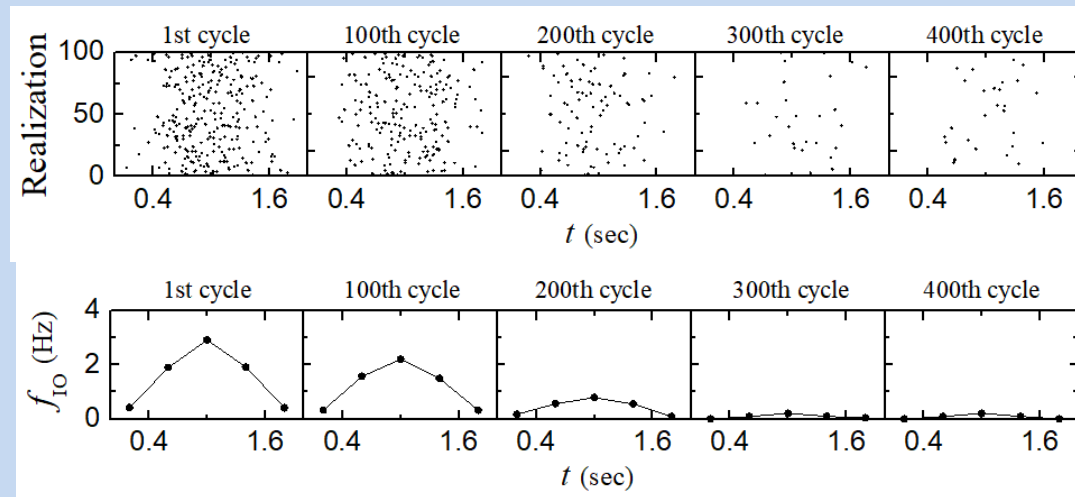 1st cycle 100th cycle 200th cycle 300th cycle 400th cycle
Realization
100
50
0
0.4 1.6 0.4 1.6 0.4 1.6 0.4 1.6 0.4 1.6
t (sec)
1st cycle 100th cycle 200th cycle 300th cycle 400th cycle
f_IO (Hz)
4
2
0
0.4 1.6 0.4 1.6 0.4 1.6 0.4 1.6 0.4 1.6
t (sec)